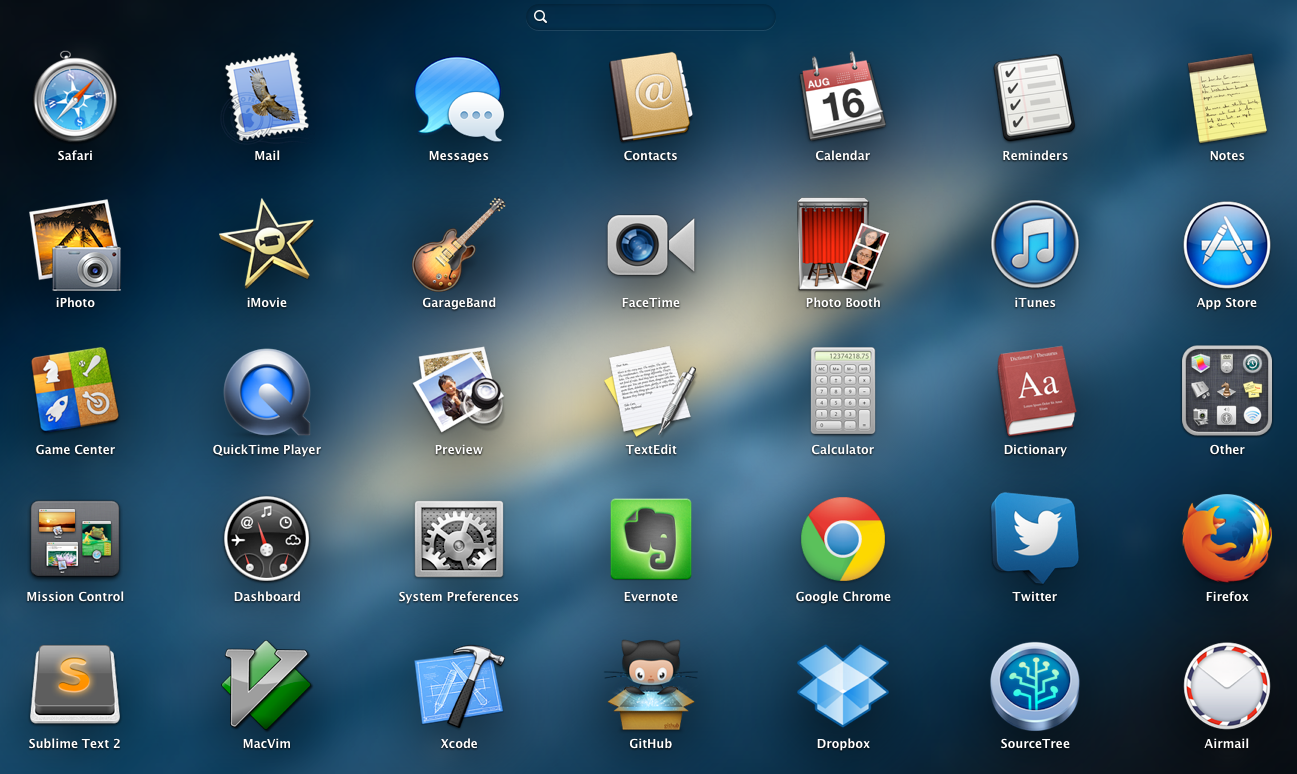 Safari
Mail
Messages
Contacts
AUG
16
Calendar
Reminders
Notes
iPhoto
iMovie
GarageBand
FaceTime
Photo Booth
iTunes
App Store
Game Center
QuickTime Player
Preview
TextEdit
12374218.75
Calculator
Dictionary / Thesaurus
Aa
Dictionary
Other
Mission Control
@
Dashboard
System Preferences
Evernote
Google Chrome
Twitter
Firefox
S
Sublime Text 2
MacVim
Xcode
github
GitHub
Dropbox
SourceTree
Airmail